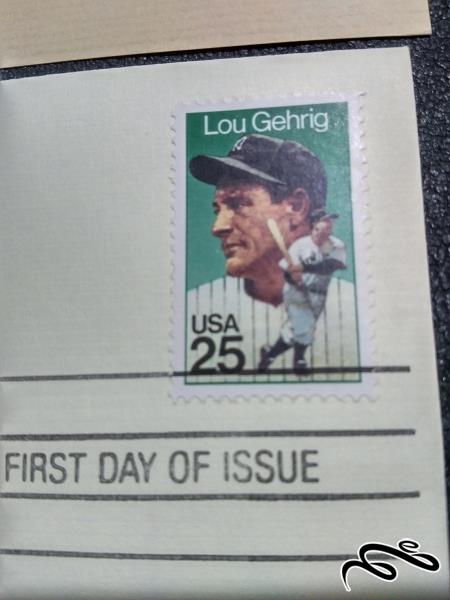 Lou Gehrig
USA
25
FIRST DAY OF ISSUE